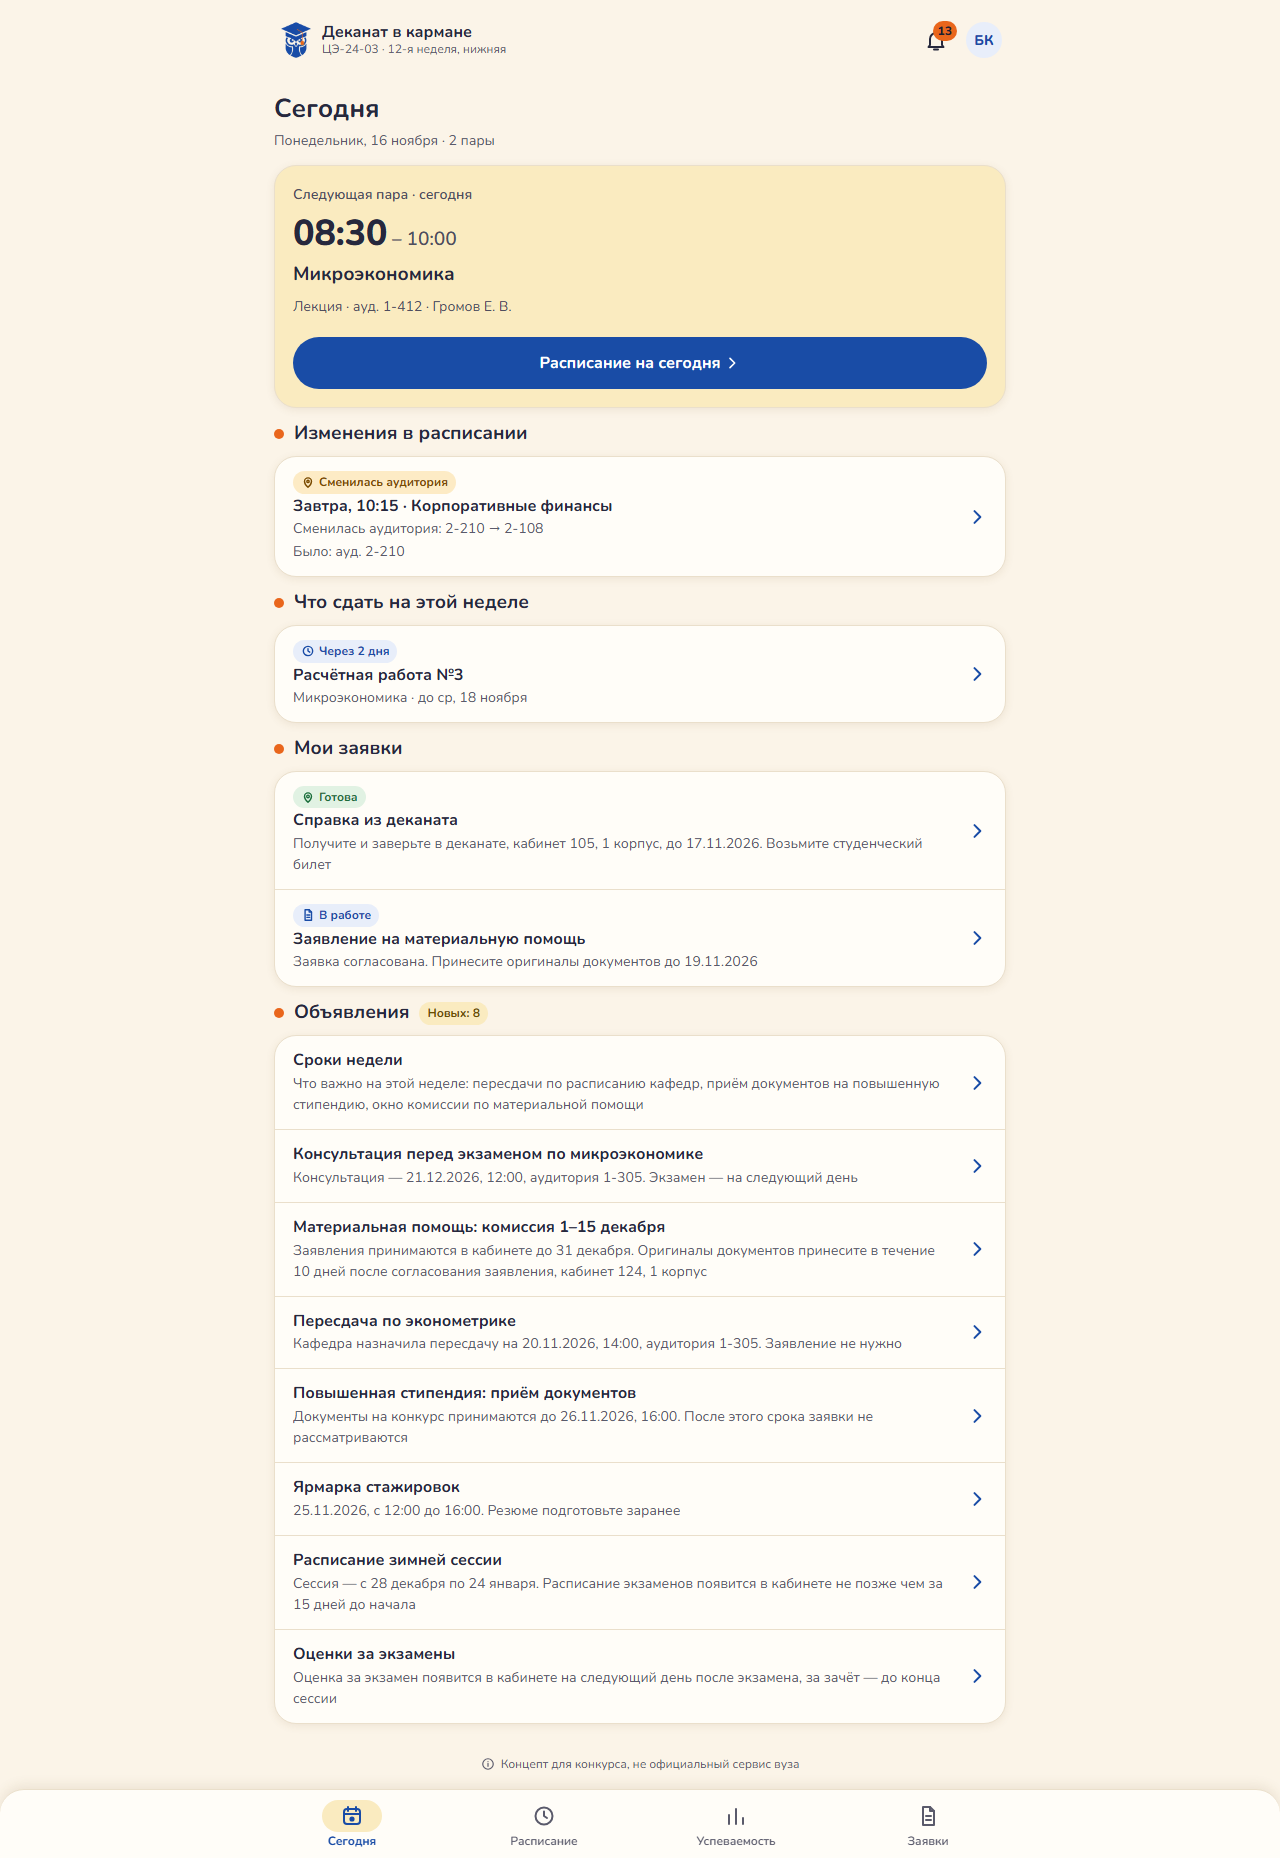 Деканат в кармане
ЦЭ-24-03 · 12-я неделя, нижняя
13
БК
Сегодня
Понедельник, 16 ноября · 2 пары
Следующая пара · сегодня
08:30 – 10:00
Микроэкономика
Лекция · ауд. 1-412 · Громов Е. В.
Расписание на сегодня
Изменения в расписании
Сменилась аудитория
Завтра, 10:15 · Корпоративные финансы
Сменилась аудитория: 2-210 → 2-108
Было: ауд. 2-210
Что сдать на этой неделе
Через 2 дня
Расчётная работа №3
Микроэкономика · до ср, 18 ноября
Мои заявки
Готова
Справка из деканата
Получите и заверьте в деканате, кабинет 105, 1 корпус, до 17.11.2026. Возьмите студенческий
билет
В работе
Заявление на материальную помощь
Заявка согласована. Принесите оригиналы документов до 19.11.2026
Объявления
Новых: 8
Сроки недели
Что важно на этой неделе: пересдачи по расписанию кафедр, приём документов на повышенную
стипендию, окно комиссии по материальной помощи
Консультация перед экзаменом по микроэкономике
Консультация — 21.12.2026, 12:00, аудитория 1-305. Экзамен — на следующий день
Материальная помощь: комиссия 1–15 декабря
Заявления принимаются в кабинете до 31 декабря. Оригиналы документов принесите в течение
10 дней после согласования заявления, кабинет 124, 1 корпус
Пересдача по эконометрике
Кафедра назначила пересдачу на 20.11.2026, 14:00, аудитория 1-305. Заявление не нужно
Повышенная стипендия: приём документов
Документы на конкурс принимаются до 26.11.2026, 16:00. После этого срока заявки не
рассматриваются
Ярмарка стажировок
25.11.2026, с 12:00 до 16:00. Резюме подготовьте заранее
Расписание зимней сессии
Сессия — с 28 декабря по 24 января. Расписание экзаменов появится в кабинете не позже чем за
15 дней до начала
Оценки за экзамены
Оценка за экзамен появится в кабинете на следующий день после экзамена, за зачёт — до конца
сессии
Концепт для конкурса, не официальный сервис вуза
Сегодня
Расписание
Успеваемость
Заявки